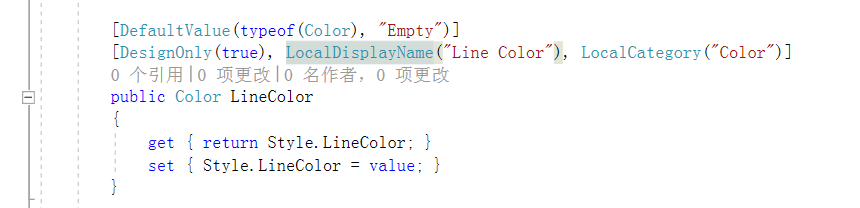 [DefaultValue(typeof(Color), "Empty")]
[DesignOnly(true), LocalDisplayName("Line Color"), LocalCategory("Color")]
0 个引用|0 项更改|0 名作者，0 项更改
public Color LineColor
{
get { return Style.LineColor; }
set { Style.LineColor = value; }
}